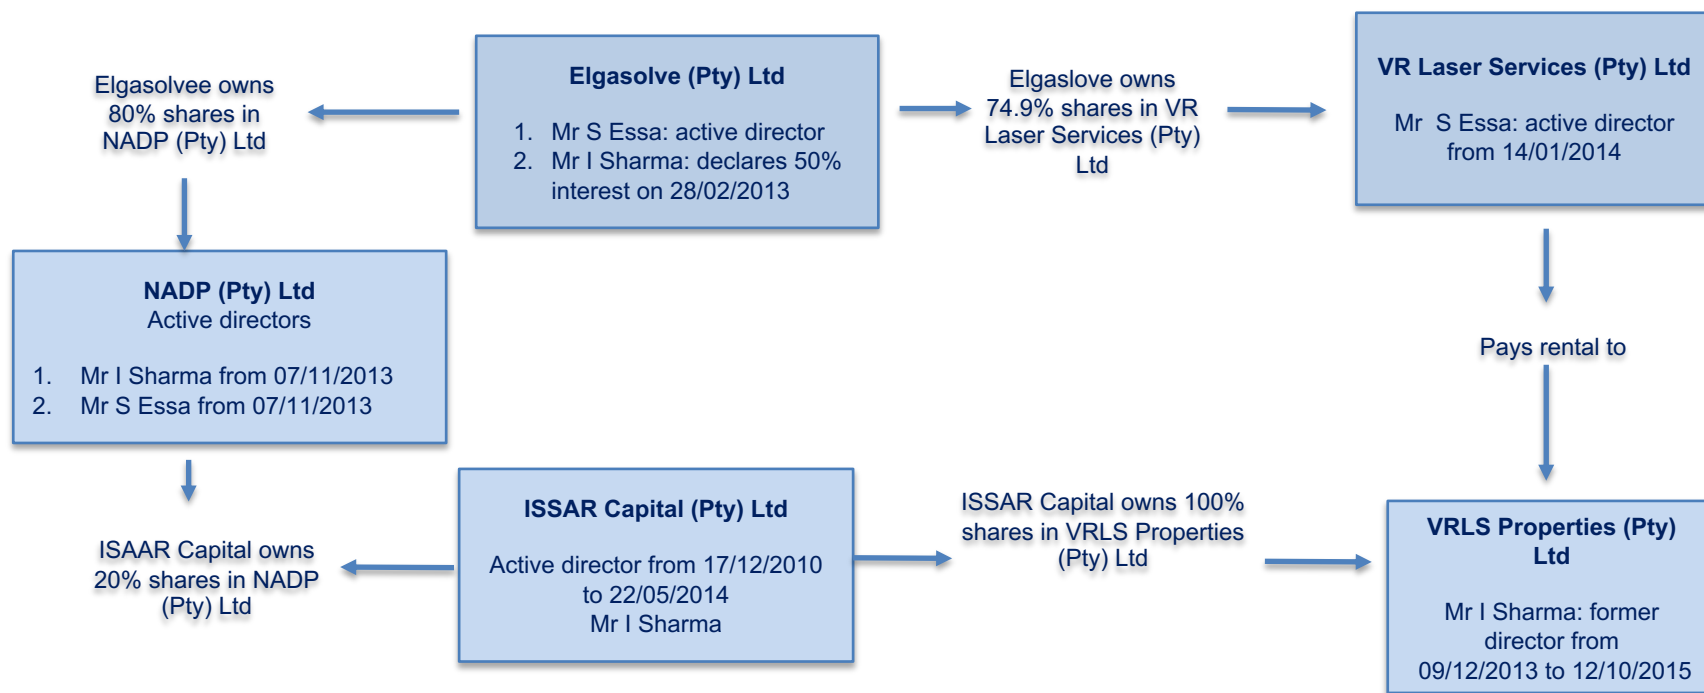 Elgasolvee owns
80% shares in
NADP (Pty) Ltd
Elgasolve (Pty) Ltd
1. Mr S Essa: active director
2. Mr I Sharma: declares 50%
interest on 28/02/2013
Elgaslove owns
74.9% shares in VR
Laser Services (Pty)
Ltd
VR Laser Services (Pty) Ltd
Mr S Essa: active director
from 14/01/2014
NADP (Pty) Ltd
Active directors
1. Mr I Sharma from 07/11/2013
2. Mr S Essa from 07/11/2013
Pays rental to
ISAAR Capital owns
20% shares in NADP
(Pty) Ltd
ISSAR Capital (Pty) Ltd
Active director from 17/12/2010
to 22/05/2014
Mr I Sharma
ISSAR Capital owns 100%
shares in VRLS Properties
(Pty) Ltd
VRLS Properties (Pty)
Ltd
Mr I Sharma: former
director from
09/12/2013 to 12/10/2015